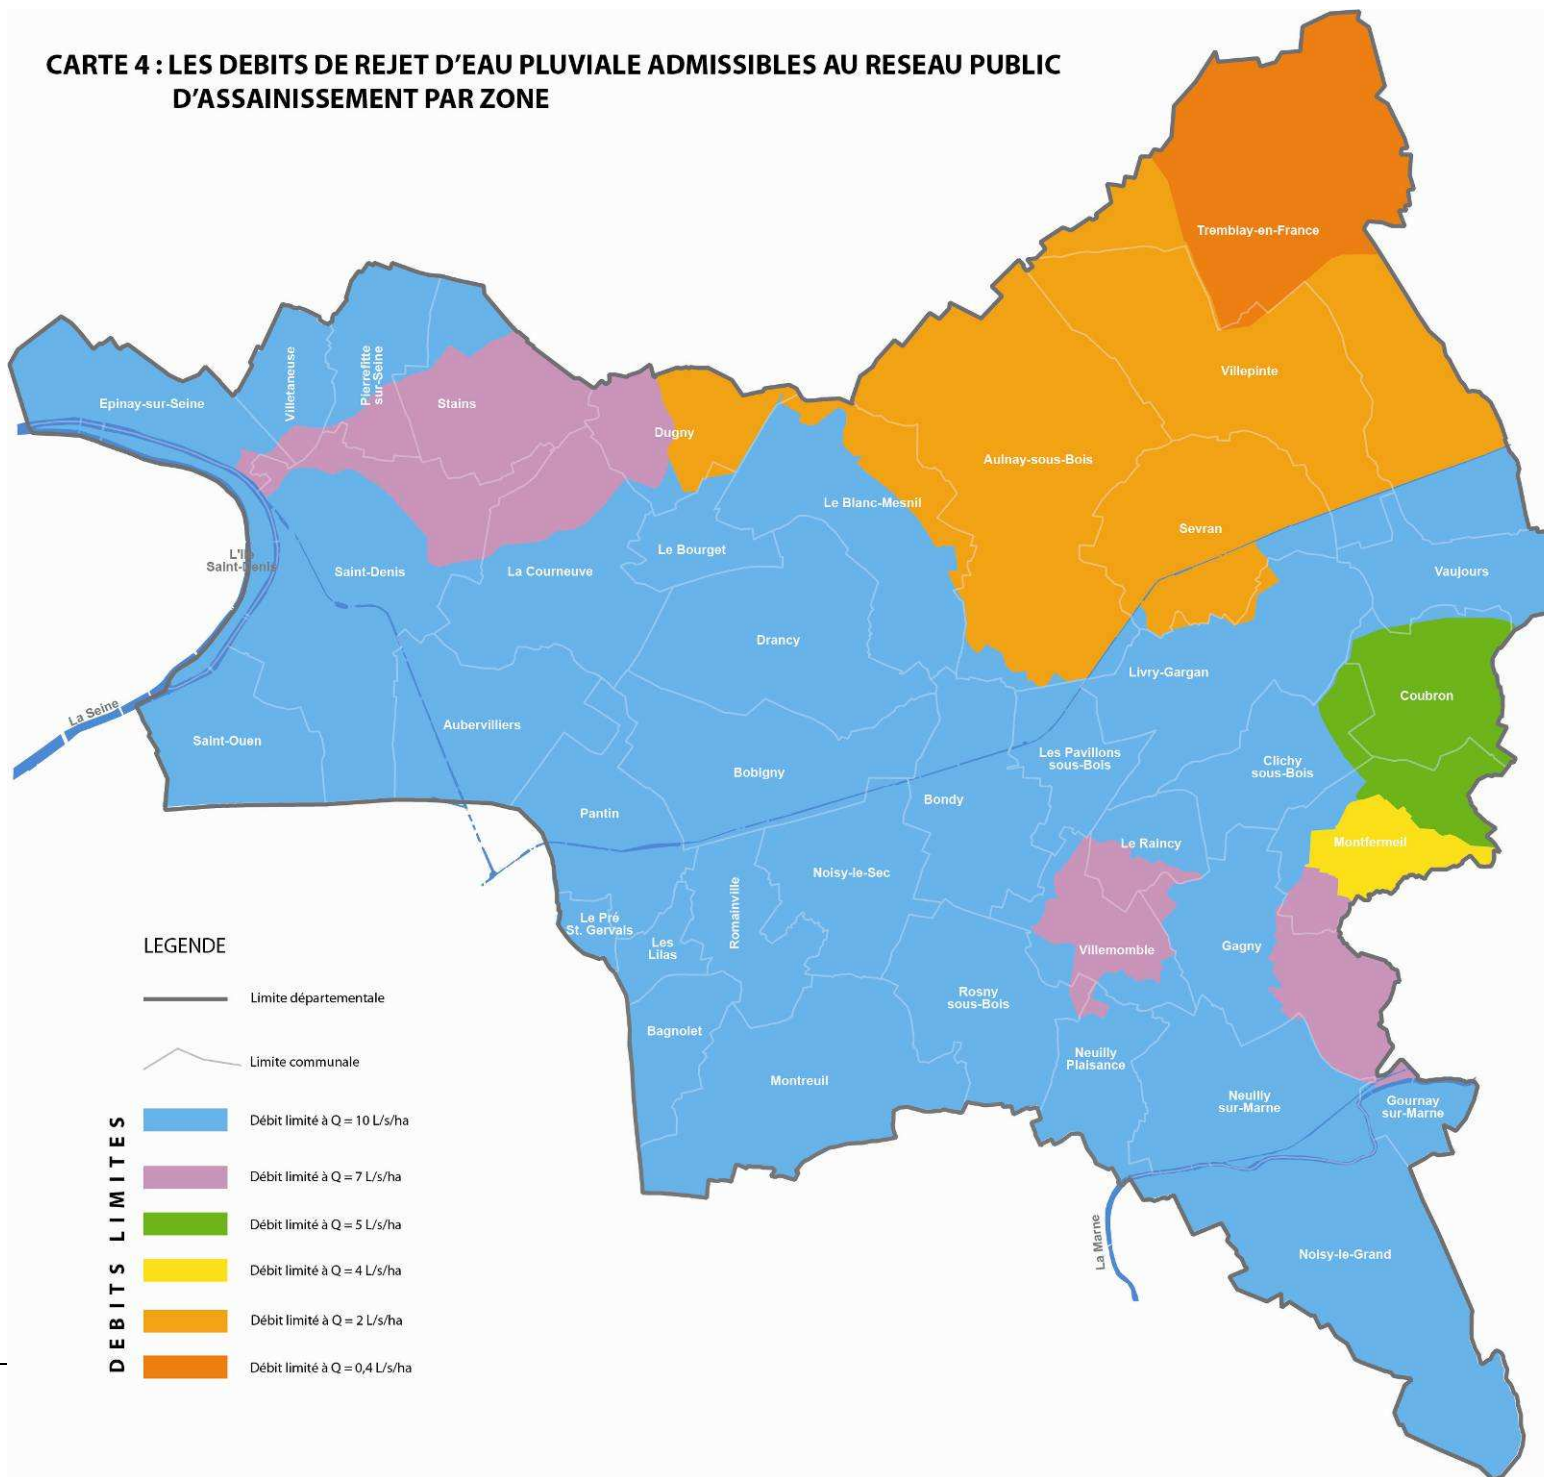 CARTE 4 : LES DEBITS DE REJET D'EAU PLUVIALE ADMISSIBLES AU RESEAU PUBLIC
D'ASSAINISSEMENT PAR ZONE
Tremblay-en-France
Villepinte
Epinay-sur-Seine
Villetaneuse
Pierrefitte
sur-Seine
Stains
Dugny
Aulnay-sous-Bois
Le Blanc-Mesnil
Sevran
L'Ile
Saint-Denis
Saint-Denis
La Courneuve
Le Bourget
Vaujours
Drancy
Livry-Gargan
Coubron
La Seine
Saint-Ouen
Aubervilliers
Bobigny
Les Pavillons
sous-Bois
Clichy
sous-Bois
Pantin
Bondy
Le Raincy
Montfermeil
Noisy-le-Sec
Romainville
Le Pré
St. Gervais
Les
Lilas
Villemomble
Gagny
Rosny
sous-Bois
Bagnolet
Montreuil
Neuilly
Plaisance
Neuilly
sur-Marne
Gournay
sur-Marne
La Marne
Noisy-le-Grand
LEGENDE
Limite départementale
Limite communale
DEBITS LIMITES
Débit limité à Q = 10 L/s/ha
Débit limité à Q = 7 L/s/ha
Débit limité à Q = 5 L/s/ha
Débit limité à Q = 4 L/s/ha
Débit limité à Q = 2 L/s/ha
Débit limité à Q = 0,4 L/s/ha